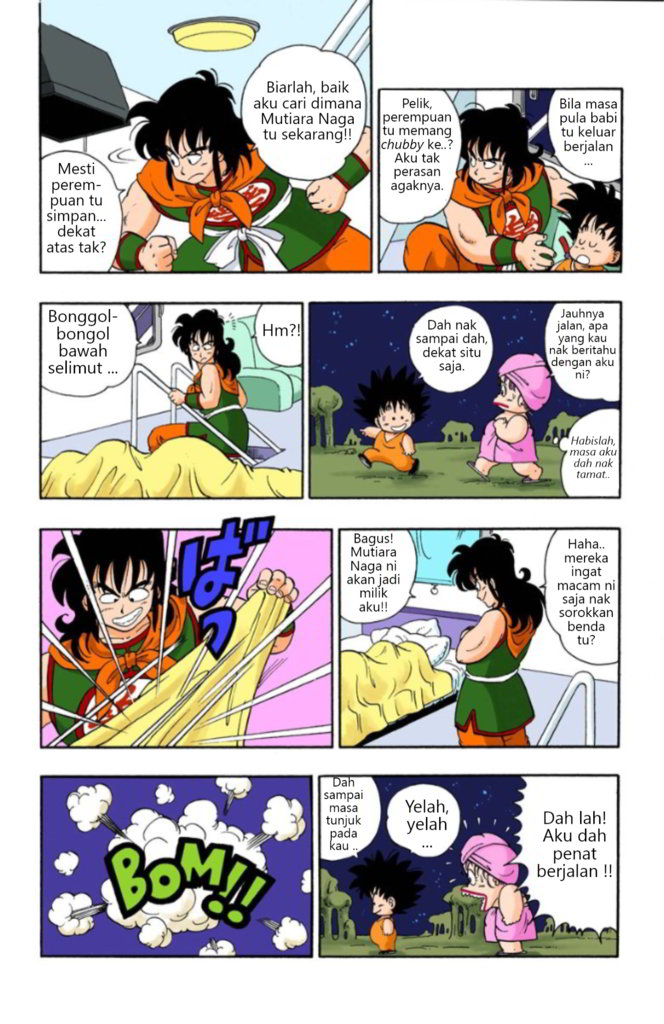 Bila masa
pula babi
tu keluar
berjalan
...
Pelik,
perempuan
tu memang
chubby ke..?
Aku tak
perasan
agaknya.
Biarlah, baik
aku cari dimana
Mutiara Naga
tu sekarang!!
Mesti
perem-
puan tu
simpan...
dekat
atas tak?
Jauhnya
jalan, apa
yang kau
nak beritahu
dengan aku
ni?
Habislah,
masa aku
dah nak
tamat..
Dah nak
sampai dah,
dekat situ
saja.
Hm?!
Bonggol-
bongol
bawah
selimut ...
Haha..
mereka
ingat
macam ni
saja nak
sorokkan
benda
tu?
Bagus!
Mutiara
Naga ni
akan jadi
milik
aku!!
ばっ
Dah lah!
Aku dah
penat
berjalan !!
Yelah,
yelah
...
Dah
sampai
masa
tunjuk
pada
kau ..
BOM!!